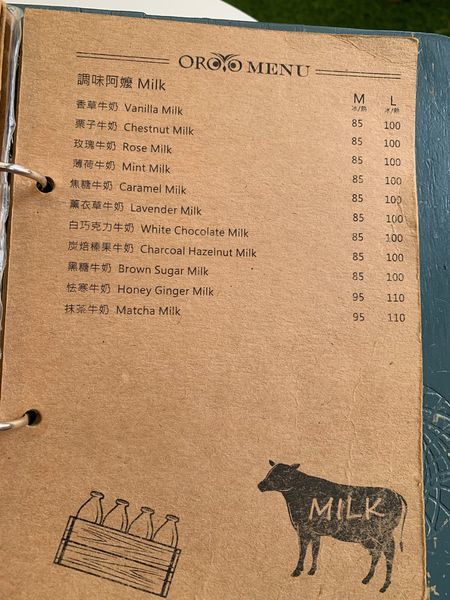 OROYO MENU
調味阿嬤 Milk M L
冰/熱 冰/熱
香草牛奶 Vanilla Milk 85 100
栗子牛奶 Chestnut Milk 85 100
玫瑰牛奶 Rose Milk 85 100
薄荷牛奶 Mint Milk 85 100
焦糖牛奶 Caramel Milk 85 100
薰衣草牛奶 Lavender Milk 85 100
白巧克力牛奶 White Chocolate Milk 85 100
炭焙榛果牛奶 Charcoal Hazelnut Milk 85 100
黑糖牛奶 Brown Sugar Milk 85 100
怯寒牛奶 Honey Ginger Milk 95 110
抹茶牛奶 Matcha Milk 95 110
MILK